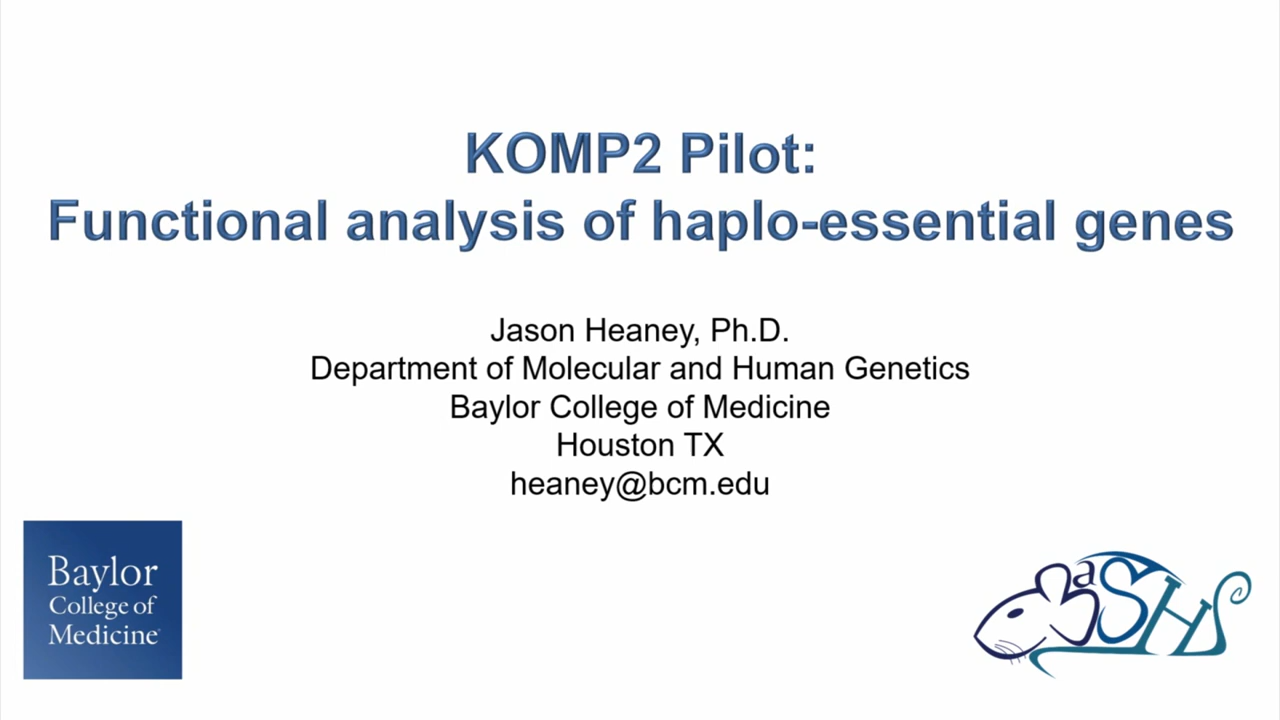 KOMP2 Pilot:
Functional analysis of haplo-essential genes
Jason Heaney, Ph.D.
Department of Molecular and Human Genetics
Baylor College of Medicine
Houston TX
heaney@bcm.edu
Baylor
College of
Medicine
BaSHS